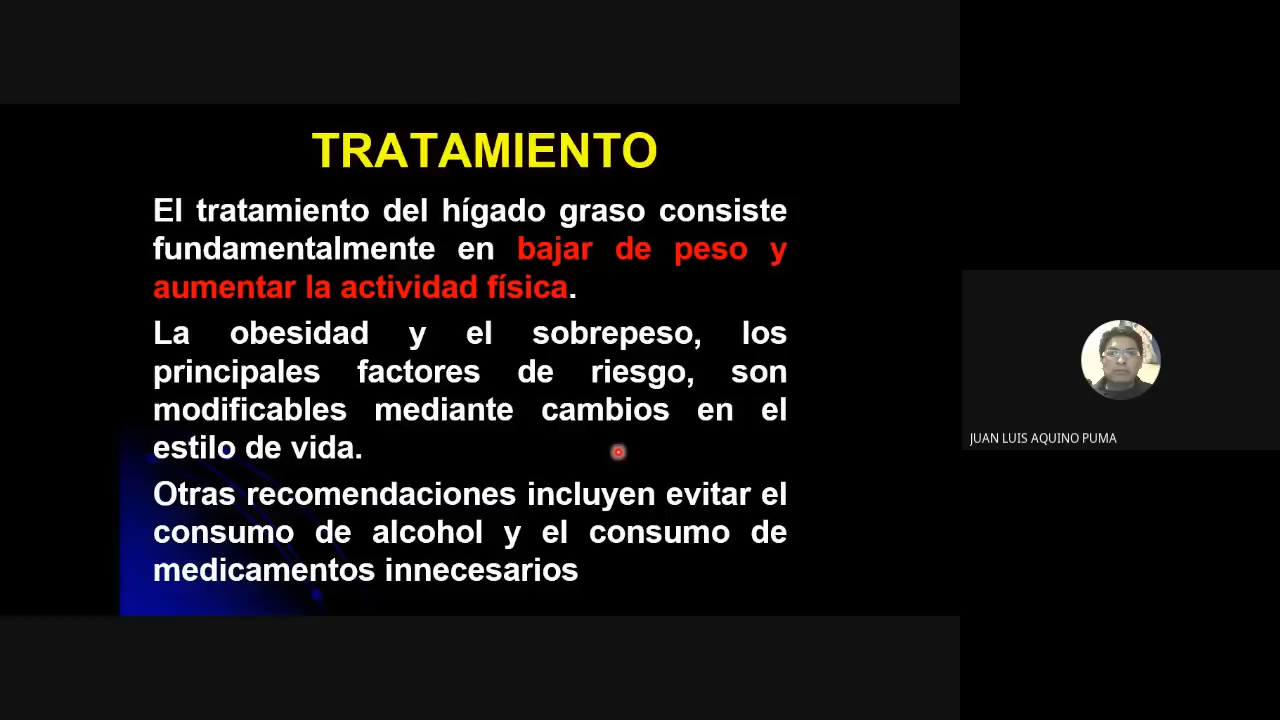 TRATAMIENTO
El tratamiento del hígado graso consiste
fundamentalmente en bajar de peso y
aumentar la actividad física.
La obesidad y el sobrepeso, los
principales factores de riesgo, son
modificables mediante cambios en el
estilo de vida.
Otras recomendaciones incluyen evitar el
consumo de alcohol y el consumo de
medicamentos innecesarios
JUAN LUIS AQUINO PUMA